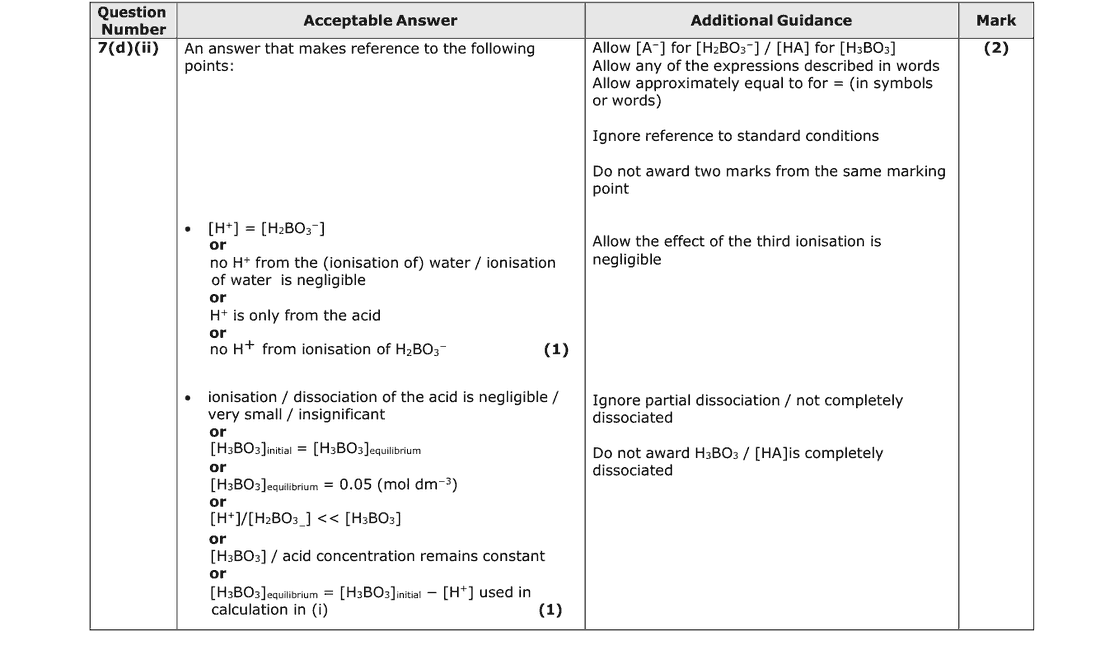 Question Number
Acceptable Answer
Additional Guidance
Mark
7(d)(ii)
An answer that makes reference to the following
points:
Allow [A⁻] for [H₂BO₃⁻] / [HA] for [H₃BO₃]
Allow any of the expressions described in words
Allow approximately equal to for = (in symbols
or words)
Ignore reference to standard conditions
Do not award two marks from the same marking
point
(2)
• [H⁺] = [H₂BO₃⁻]
or
no H⁺ from the (ionisation of) water / ionisation
of water is negligible
or
H⁺ is only from the acid
or
no H⁺ from ionisation of H₂BO₃⁻ (1)
Allow the effect of the third ionisation is
negligible
• ionisation / dissociation of the acid is negligible /
very small / insignificant
or
[H₃BO₃]initial = [H₃BO₃]equilibrium
or
[H₃BO₃]equilibrium = 0.05 (mol dm⁻³)
or
[H⁺]/[H₂BO₃_] << [H₃BO₃]
or
[H₃BO₃] / acid concentration remains constant
or
[H₃BO₃]equilibrium = [H₃BO₃]initial − [H⁺] used in
calculation in (i) (1)
Ignore partial dissociation / not completely
dissociated
Do not award H₃BO₃ / [HA]is completely
dissociated